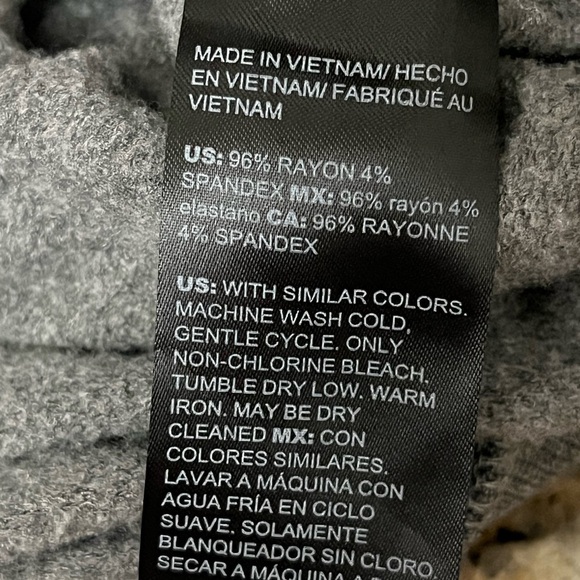 MADE IN VIETNAM/ HECHO
EN VIETNAM/ FABRIQUÉ AU
VIETNAM
US: 96% RAYON 4%
SPANDEX MX: 96% rayón 4%
elastano CA: 96% RAYONNE
4% SPANDEX
US: WITH SIMILAR COLORS.
MACHINE WASH COLD,
GENTLE CYCLE. ONLY
NON-CHLORINE BLEACH.
TUMBLE DRY LOW. WARM
IRON. MAY BE DRY
CLEANED MX: CON
COLORES SIMILARES.
LAVAR A MÁQUINA CON
AGUA FRÍA EN CICLO
SUAVE. SOLAMENTE
BLANQUEADOR SIN CLORO
SECAR A MÁQUINA A